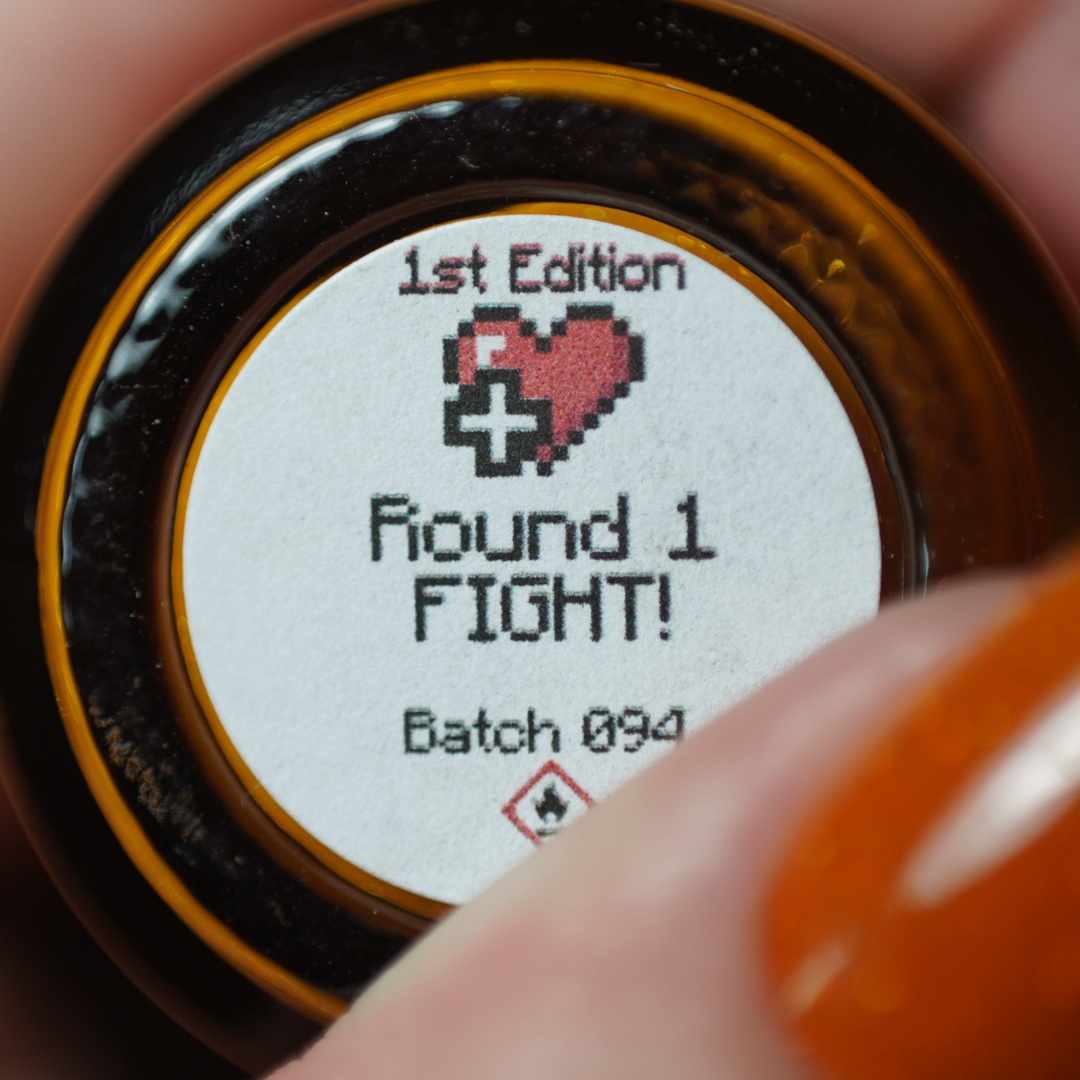 1st Edition
Round 1
FIGHT!
Batch 094